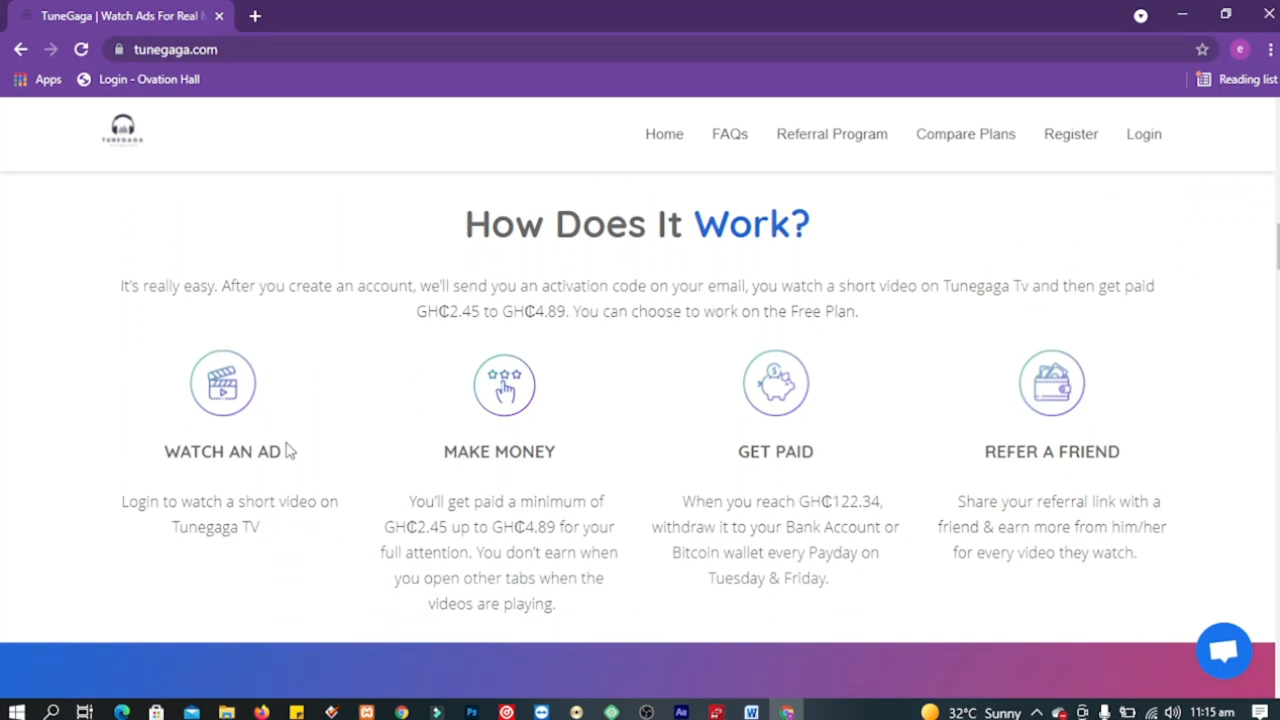 TuneGaga | Watch Ads For Real
tunegaga.com
Apps
Login - Ovation Hall
Reading list
e
TUNEGAGA
Home
FAQs
Referral Program
Compare Plans
Register
Login
How Does It Work?
It's really easy. After you create an account, we'll send you an activation code on your email, you watch a short video on Tunegaga Tv and then get paid
GH₵2.45 to GH₵4.89. You can choose to work on the Free Plan.
WATCH AN AD
Login to watch a short video on
Tunegaga TV
MAKE MONEY
You'll get paid a minimum of
GH₵2.45 up to GH₵4.89 for your
full attention. You don't earn when
you open other tabs when the
videos are playing.
GET PAID
When you reach GH₵122.34,
withdraw it to your Bank Account or
Bitcoin wallet every Payday on
Tuesday & Friday.
REFER A FRIEND
Share your referral link with a
friend & earn more from him/her
for every video they watch.
32°C Sunny
11:15 am